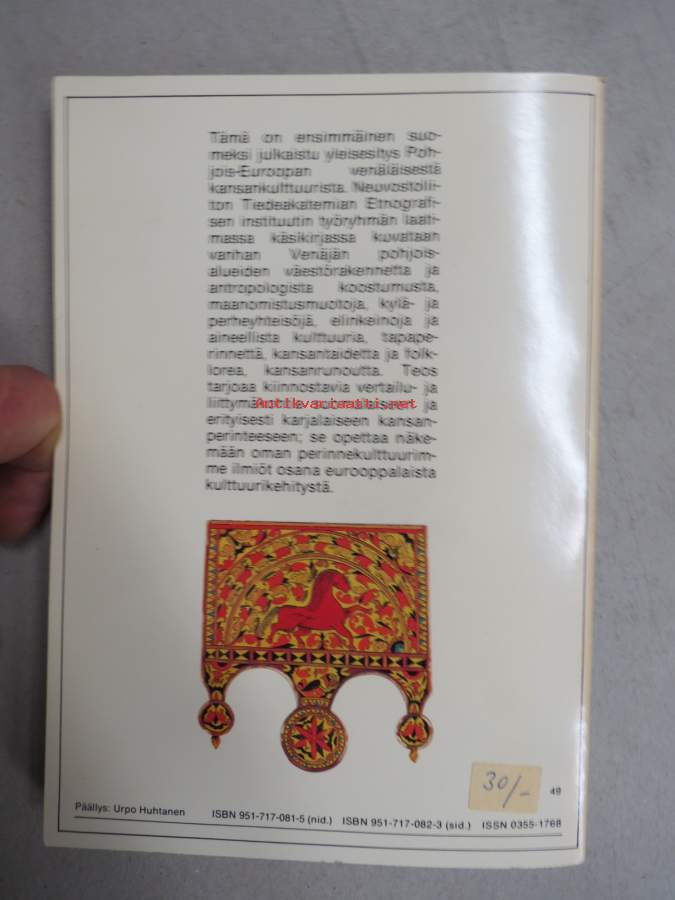 Tämä on ensimmäinen suo-
meksi julkaistu yleisesitys Poh-
jois-Euroopan venäläisestä
kansankulttuurista. Neuvostolii-
ton Tiedeakatemian Etnografi-
sen instituutin työryhmän laati-
massa käsikirjassa kuvataan
vanhan Venäjän pohjois-
alueiden väestörakennetta ja
antropologista koostumusta,
maanomistusmuotoja, kylä- ja
perheyhteisöjä, elinkeinoja ja
aineellista kulttuuria, tapape-
rinnettä, kansantaidetta ja folk-
lorea, kansanrunoutta. Teos
tarjoaa kiinnostavia vertailu- ja
liittymäkohtia suomalaiseen ja
Antikvariaatti.net
erityisesti karjalaiseen kansan-
perinteeseen; se opettaa näke-
mään oman perinnekulttuurim-
me ilmiöt osana eurooppalaista
kulttuurikehitystä.
30/-
49
Päällys: Urpo Huhtanen ISBN 951-717-081-5 (nid.) ISBN 951-717-082-3 (sid.) ISSN 0355-1768